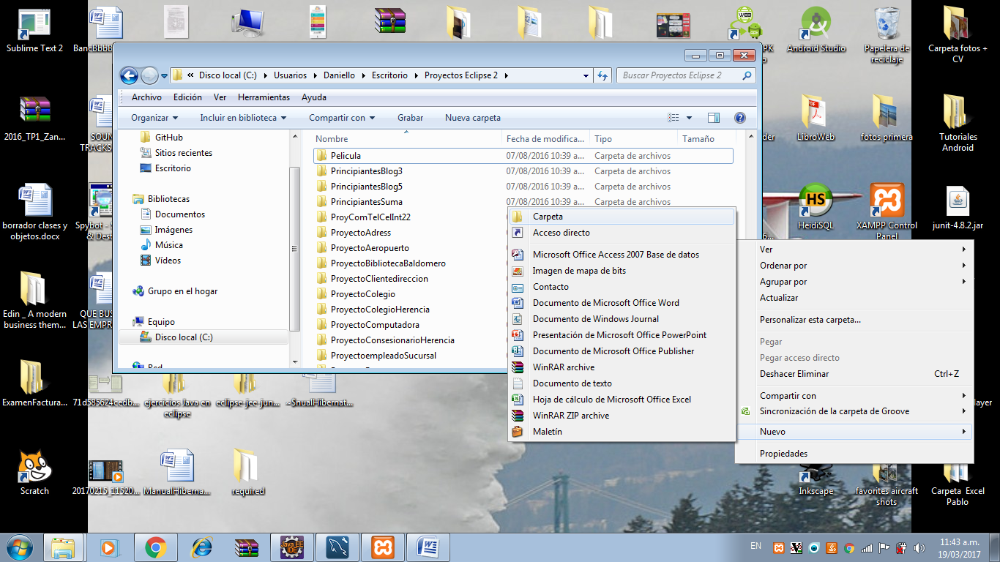 Sublime Text 2
BancBbbB
Android Studio
Papelera de
reciclaje
Carpeta fotos +
CV
« Disco local (C:) Usuarios Daniello Escritorio Proyectos Eclipse 2
Buscar Proyectos Eclipse 2
Archivo Edición Ver Herramientas Ayuda
Organizar Incluir en biblioteca Compartir con Grabar Nueva carpeta
GitHub
Sitios recientes
Escritorio
Bibliotecas
Documentos
Imágenes
Música
Vídeos
Grupo en el hogar
Equipo
Disco local (C:)
Red
Nombre Fecha de modifica... Tipo Tamaño
Pelicula 07/08/2016 10:39 a... Carpeta de archivos
PrincipiantesBlog3 07/08/2016 10:39 a... Carpeta de archivos
PrincipiantesBlog5 07/08/2016 10:39 a... Carpeta de archivos
PrincipiantesSuma 07/08/2016 10:39 a... Carpeta de archivos
ProyComTelCelInt22
ProyectoAdress
ProyectoAeropuerto
ProyectoBibliotecaBaldomero
ProyectoClientedireccion
ProyectoColegio
ProyectoColegioHerencia
ProyectoComputadora
ProyectoConsesionarioHerencia
ProyectoempleadoSucursal
Carpeta
Acceso directo
Microsoft Office Access 2007 Base de datos
Imagen de mapa de bits
Contacto
Documento de Microsoft Office Word
Documento de Windows Journal
Presentación de Microsoft Office PowerPoint
Documento de Microsoft Office Publisher
WinRAR archive
Documento de texto
Hoja de cálculo de Microsoft Office Excel
WinRAR ZIP archive
Maletín
Ver
Ordenar por
Agrupar por
Actualizar
Personalizar esta carpeta...
Pegar
Pegar acceso directo
Deshacer Eliminar Ctrl+Z
Compartir con
Sincronización de la carpeta de Groove
Nuevo
Propiedades
2016_TP1_Zan...
SOUN
TRACKS
LibroWeb
fotos primera
Tutoriales
Android
borrador clases y
objetos.docx
Spybot - S
& Dest
HeidiSQL
XAMPP Control
Panel
junit-4.8.2.jar
Edin _ A modern
business them...
QUE BUS
LAS EMPR
ExamenFactura...
71d585624cedb...
ejercicios Java en
eclipse
eclipse-jee-jun...
~$nualHibernat...
layer
Scratch
20170215_11520...
ManualHiberna...
required
Inkscape
favorites aircraft
shots
Carpeta Excel
Pablo
Java EE
IDE
EN
11:43 a.m.
19/03/2017